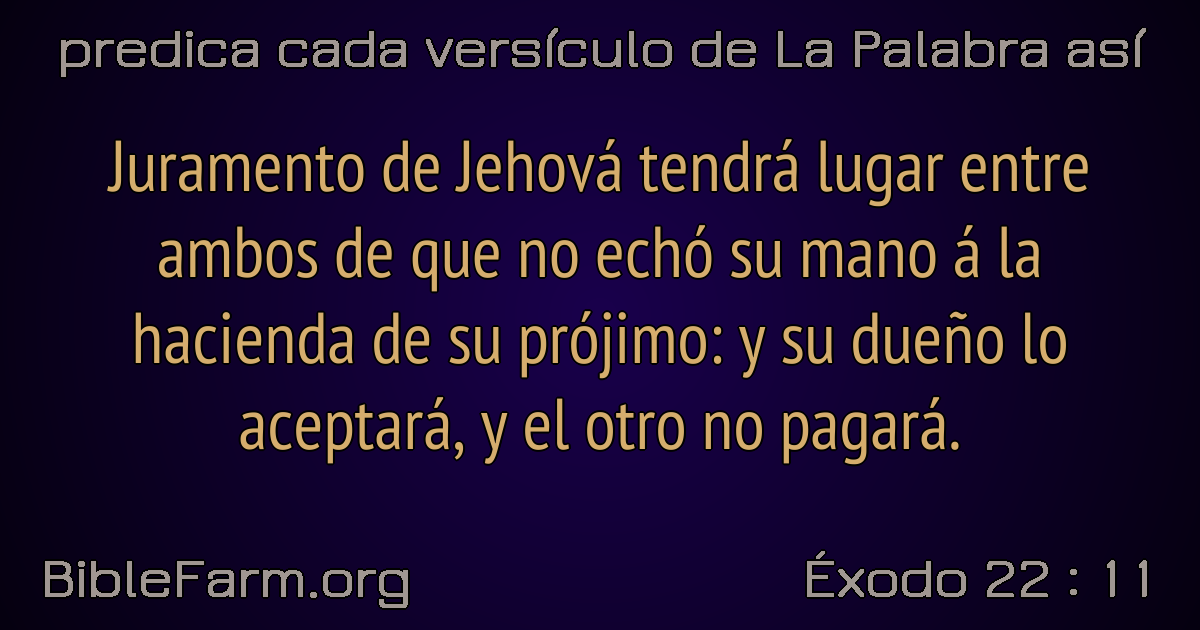 predica cada versículo de La Palabra así
Juramento de Jehová tendrá lugar entre
ambos de que no echó su mano á la
hacienda de su prójimo: y su dueño lo
aceptará, y el otro no pagará.
BibleFarm.org
Éxodo 22 : 11